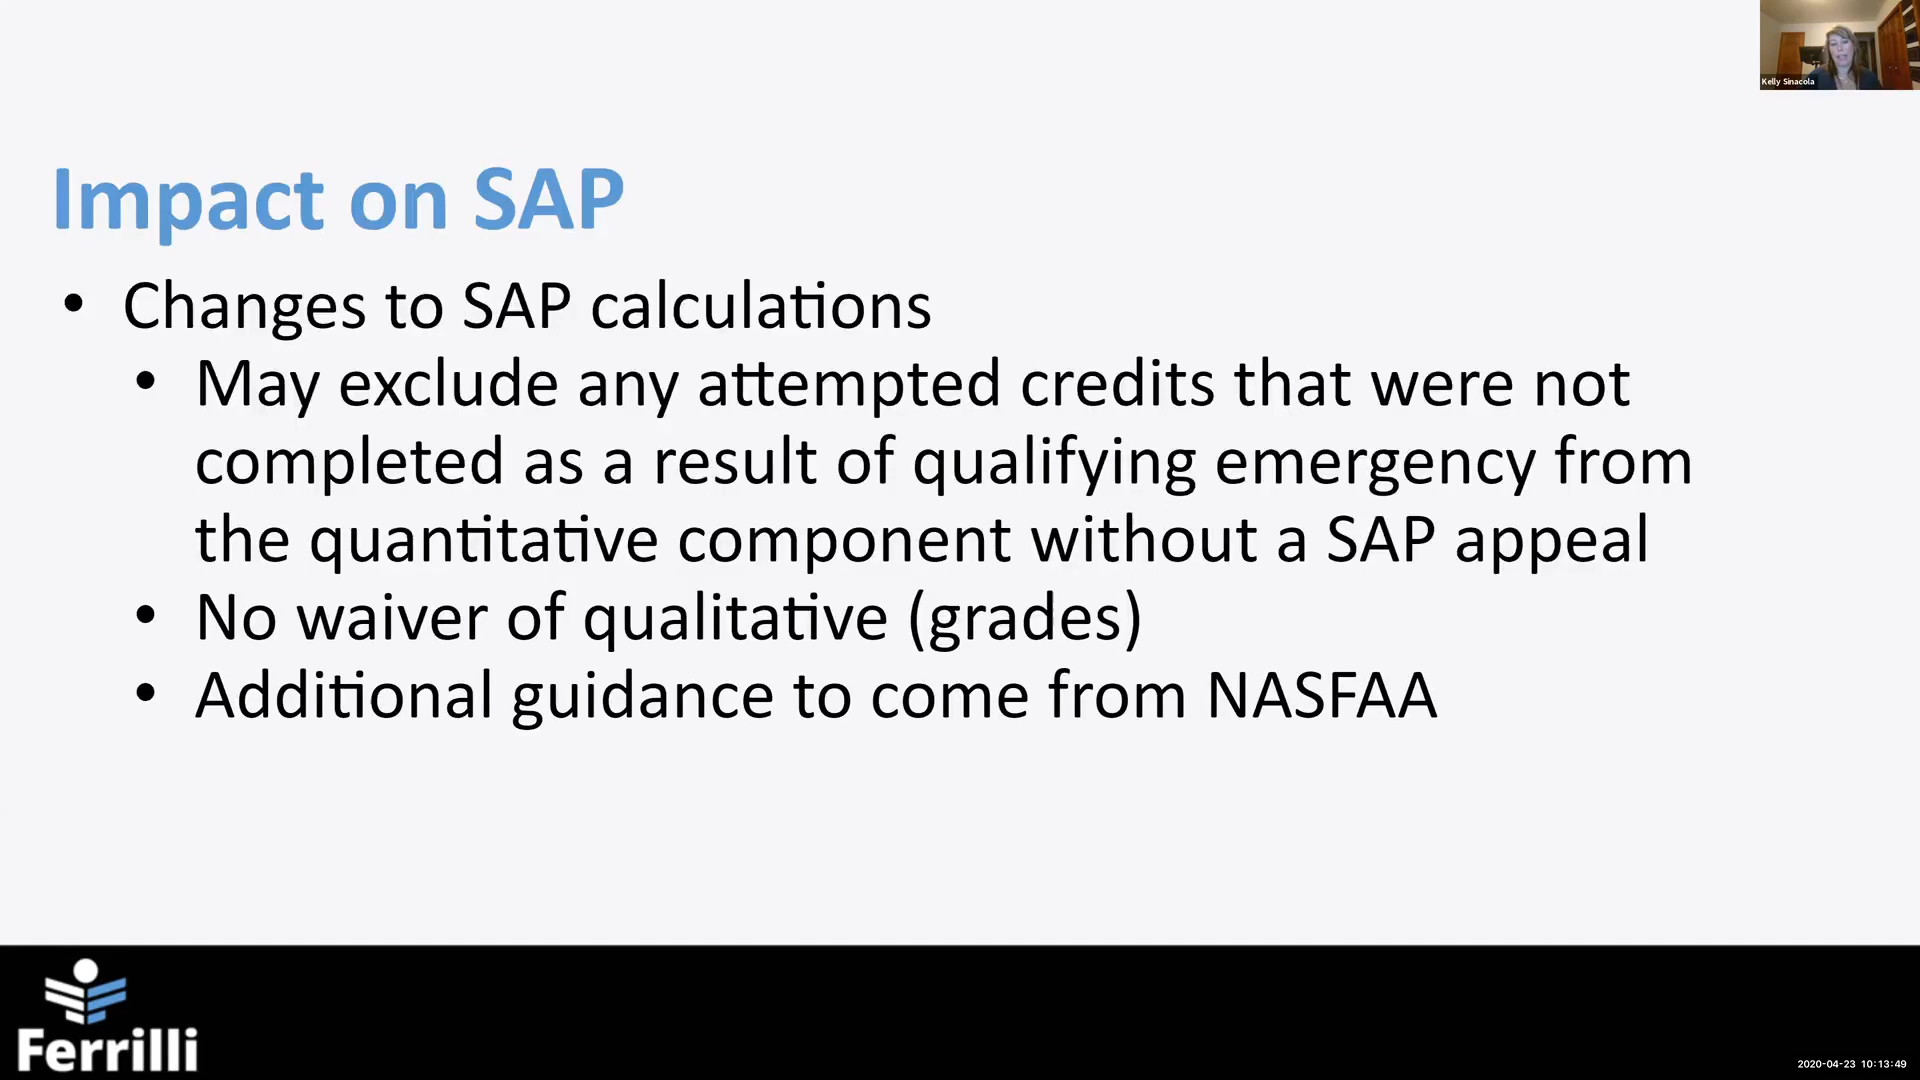 Kelly Sinacola
Impact on SAP
• Changes to SAP calculations
• May exclude any attempted credits that were not
completed as a result of qualifying emergency from
the quantitative component without a SAP appeal
• No waiver of qualitative (grades)
• Additional guidance to come from NASFAA
Ferrilli
2020-04-23 10:13:49